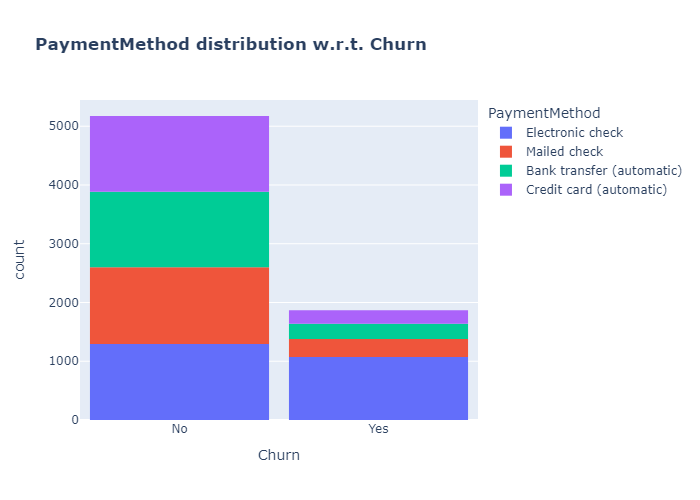 PaymentMethod distribution w.r.t. Churn
PaymentMethod
Electronic check
Mailed check
Bank transfer (automatic)
Credit card (automatic)
5000
4000
3000
2000
1000
0
count
No
Yes
Churn